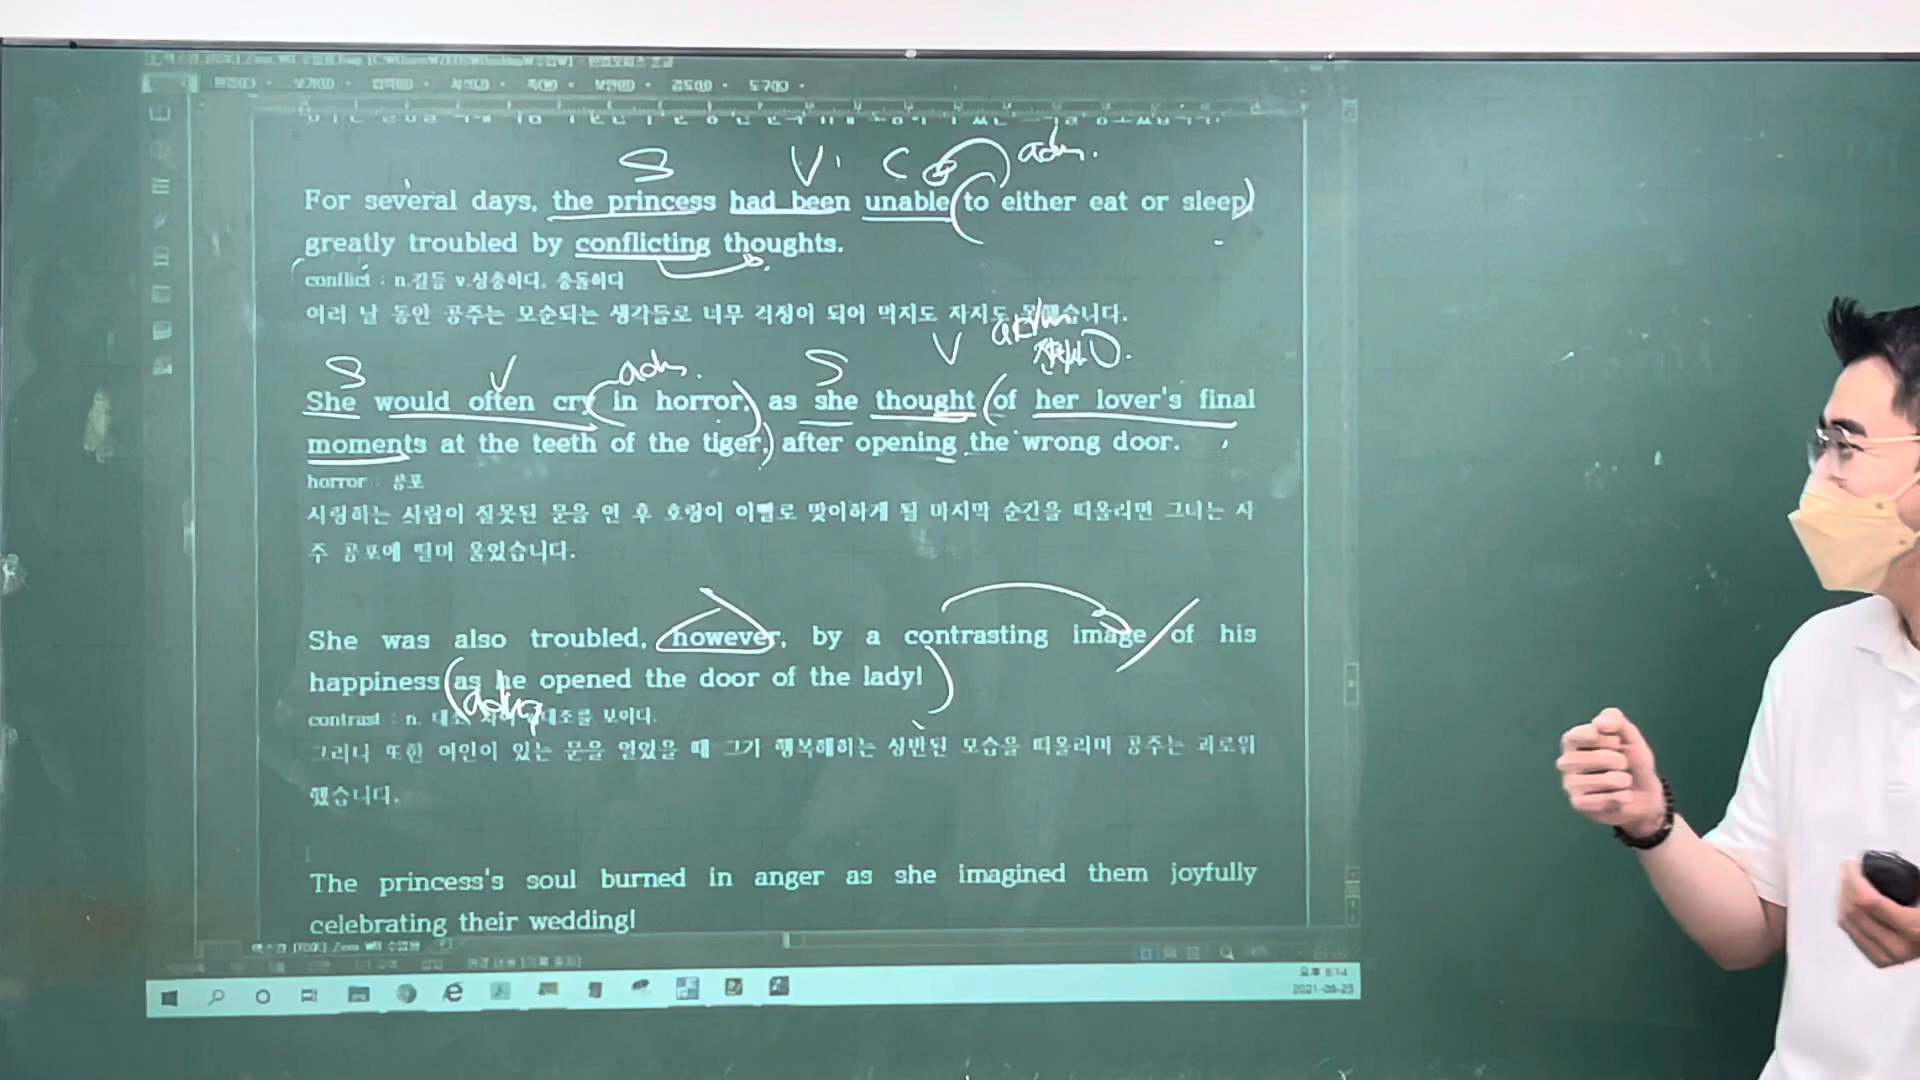 S V C adv.
For several days, the princess had been unable to either eat or sleep,
greatly troubled by conflicting thoughts.
conflict : n.갈등 v.상충하다, 충돌하다
여러 날 동안 공주는 모순되는 생각들로 너무 걱정이 되어 먹지도 자지도
S V adv. S V
She would often cry in horror, as she thought of her lover's final
moments at the teeth of the tiger, after opening the wrong door.
horror : 공포
사랑하는 사람이 잘못된 문을 연 후 호랑이 이빨로 맞이하게 될 마지막 순간을 떠올리면 그녀는 자
주 공포에 떨며 울었습니다.
She was also troubled, however, by a contrasting image of his
happiness as he opened the door of the lady!
contrast : n. 대조를 보이다.
그러나 또한 여인이 있는 문을 열었을 때 그가 행복해하는 상반된 모습을 떠올리며 공주는 괴로워
했습니다.
The princess's soul burned in anger as she imagined them joyfully
celebrating their wedding!
2021-08-25